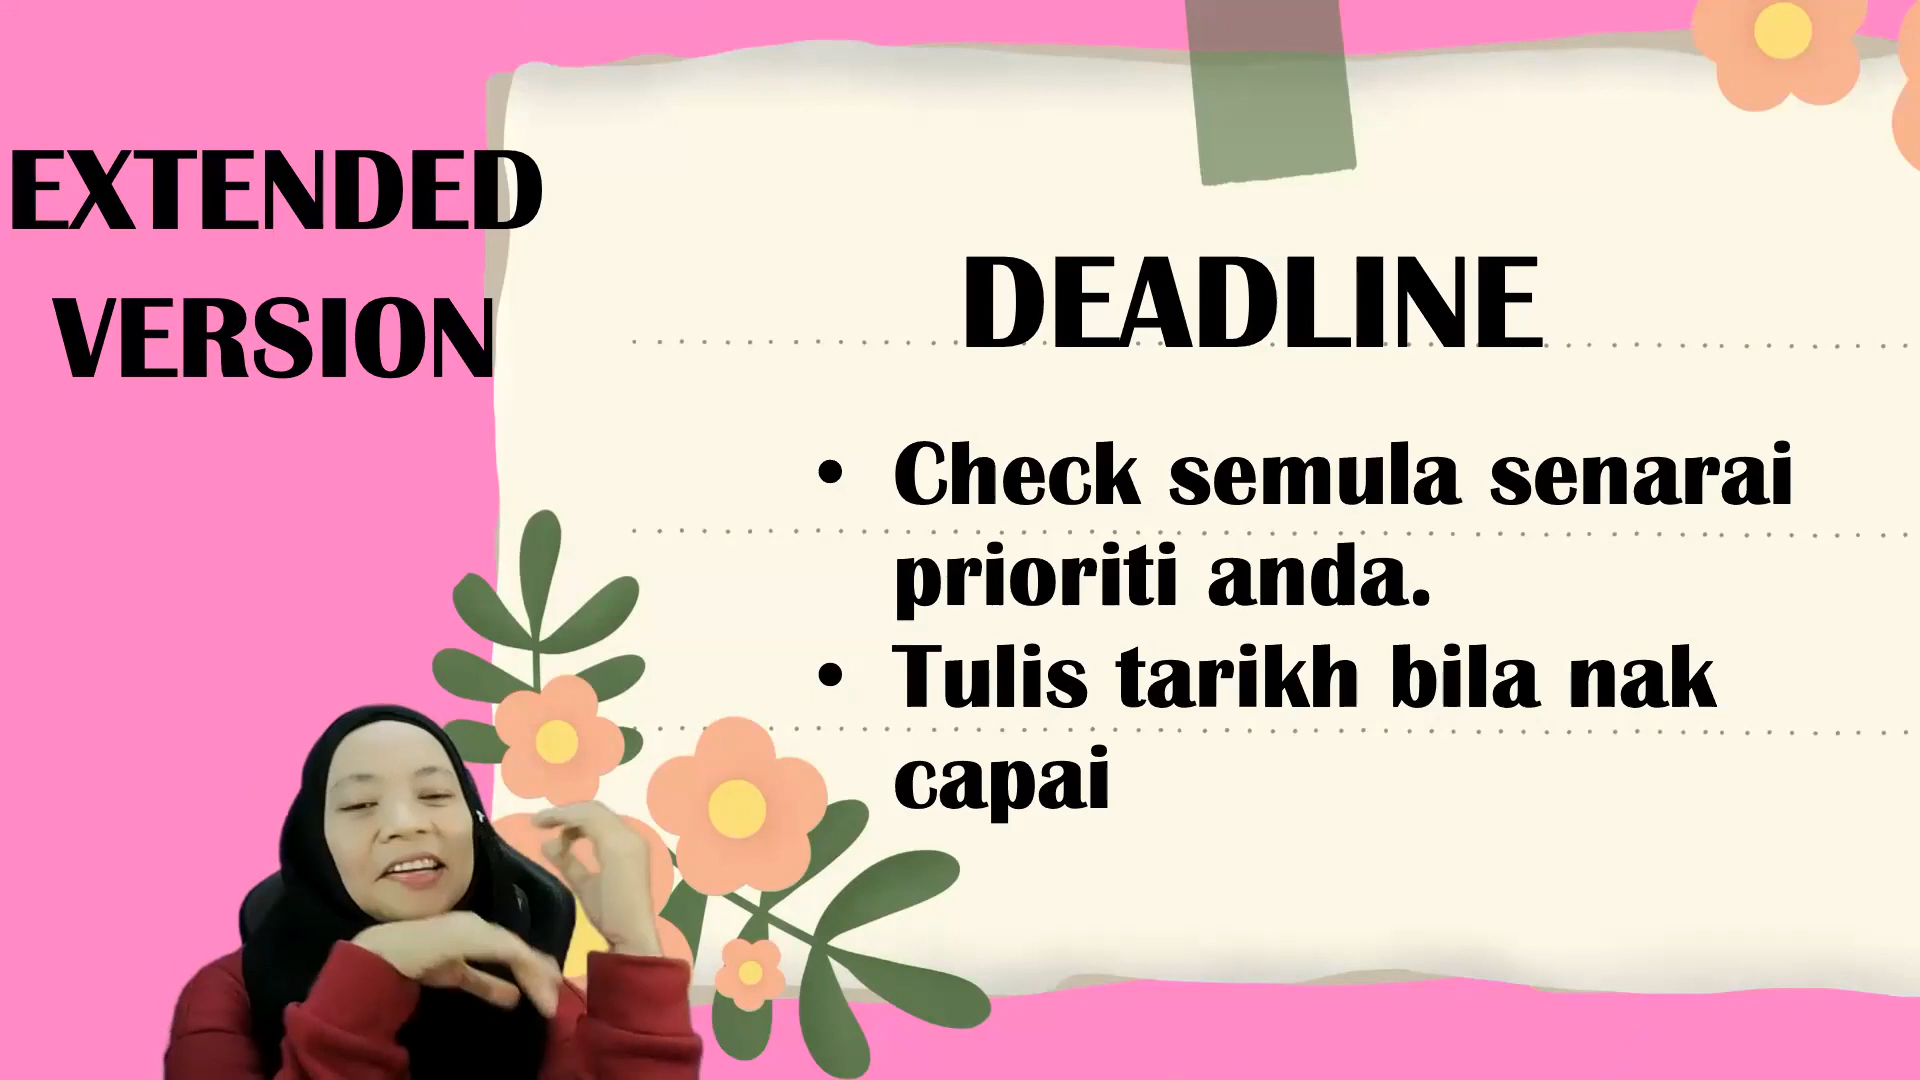 EXTENDED
VERSION
DEADLINE
• Check semula senarai
prioriti anda.
• Tulis tarikh bila nak
capai